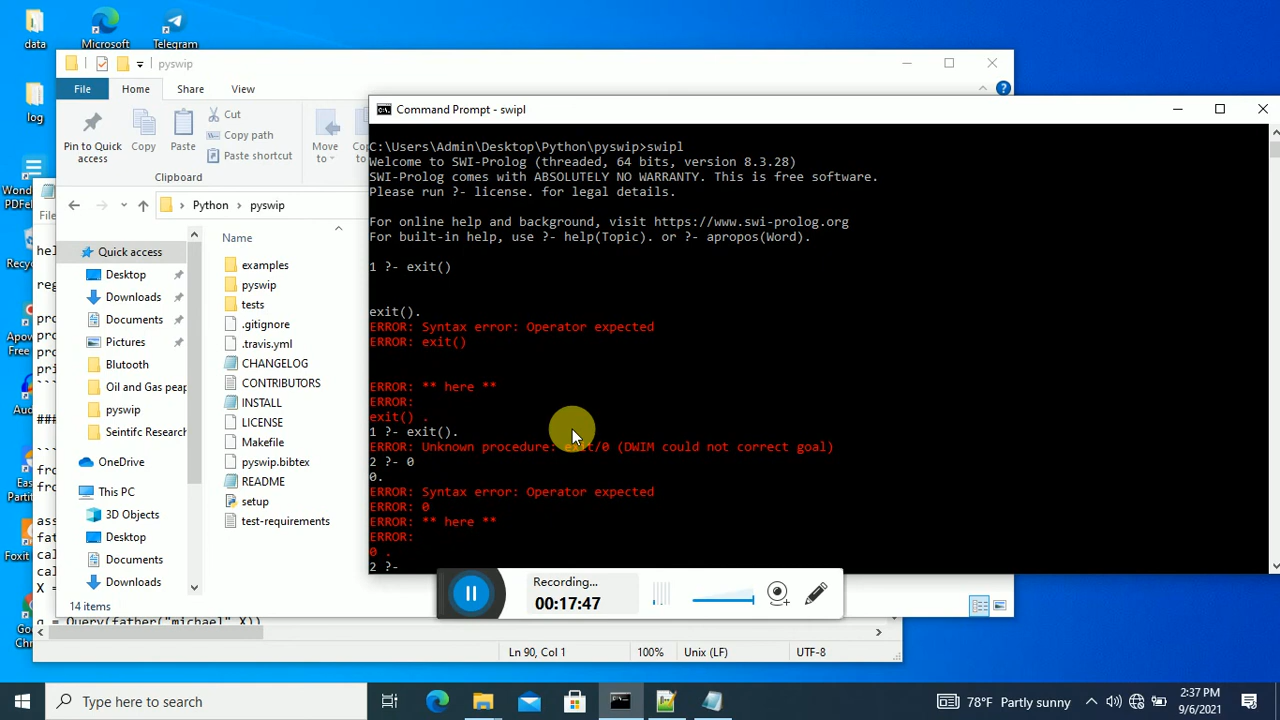 data
Microsoft
Telegram
log
pyswip
File
Home
Share
View
Pin to Quick access
Copy
Paste
Cut
Copy path
Paste shortcut
Clipboard
Move to
Python
pyswip
Quick access
Desktop
Downloads
Documents
Pictures
Blutooth
Oil and Gas peap
pyswip
Seintifc Research
OneDrive
This PC
3D Objects
Desktop
Documents
Downloads
Name
examples
pyswip
tests
.gitignore
.travis.yml
CHANGELOG
CONTRIBUTORS
INSTALL
LICENSE
Makefile
pyswip.bibtex
README
setup
test-requirements
14 items
Command Prompt - swipl
C:\Users\Admin\Desktop\Python\pyswip>swipl
Welcome to SWI-Prolog (threaded, 64 bits, version 8.3.28)
SWI-Prolog comes with ABSOLUTELY NO WARRANTY. This is free software.
Please run ?- license. for legal details.
For online help and background, visit https://www.swi-prolog.org
For built-in help, use ?- help(Topic). or ?- apropos(Word).
1 ?- exit()
exit().
ERROR: Syntax error: Operator expected
ERROR: exit()
ERROR: ** here **
ERROR:
exit() .
1 ?- exit().
ERROR: Unknown procedure: exit/0 (DWIM could not correct goal)
2 ?- 0
0.
ERROR: Syntax error: Operator expected
ERROR: 0
ERROR: ** here **
ERROR:
0 .
2 ?-
Recording...
00:17:47
q = Query(father("michael" X))
Ln 90, Col 1
100%
Unix (LF)
UTF-8
Type here to search
78°F Partly sunny
2:37 PM
9/6/2021